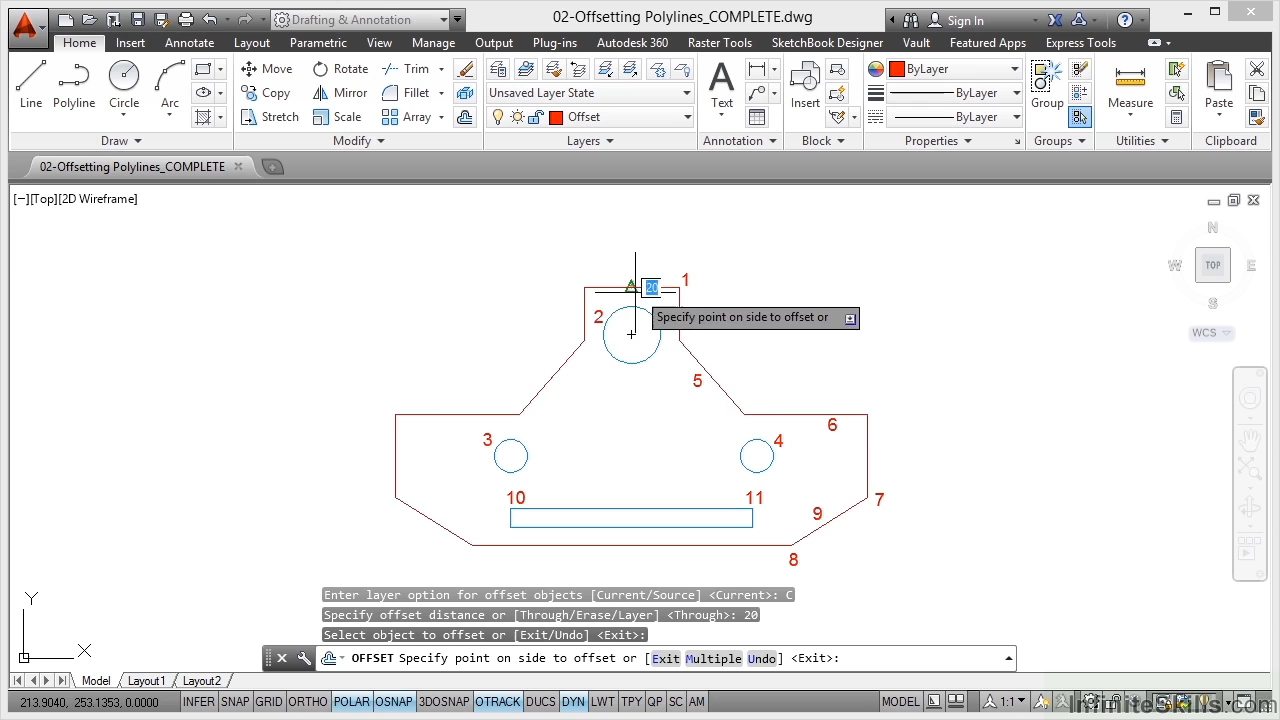 Drafting & Annotation
02-Offsetting Polylines_COMPLETE.dwg
Sign In
Home Insert Annotate Layout Parametric View Manage Output Plug-ins Autodesk 360 Raster Tools SketchBook Designer Vault Featured Apps Express Tools
Line Polyline Circle Arc
Move Rotate Trim
Copy Mirror Fillet
Stretch Scale Array
Unsaved Layer State
Offset
Text Insert
ByLayer
ByLayer
ByLayer
Group Measure Paste
Draw Modify Layers Annotation Block Properties Groups Utilities Clipboard
02-Offsetting Polylines_COMPLETE
[−][Top][2D Wireframe]
N
W TOP E
S
WCS
1
20
2
Specify point on side to offset or
5
6
3
4
10 11
7
9
8
Y
X
Enter layer option for offset objects [Current/Source] <Current>: C
Specify offset distance or [Through/Erase/Layer] <Through>: 20
Select object to offset or [Exit/Undo] <Exit>:
OFFSET Specify point on side to offset or [Exit Multiple Undo] <Exit>:
Model Layout1 Layout2
213.9040, 253.1353, 0.0000 INFER SNAP GRID ORTHO POLAR OSNAP 3DOSNAP OTRACK DUCS DYN LWT TPY QP SC AM MODEL 1:1
InfiniteSkills.com